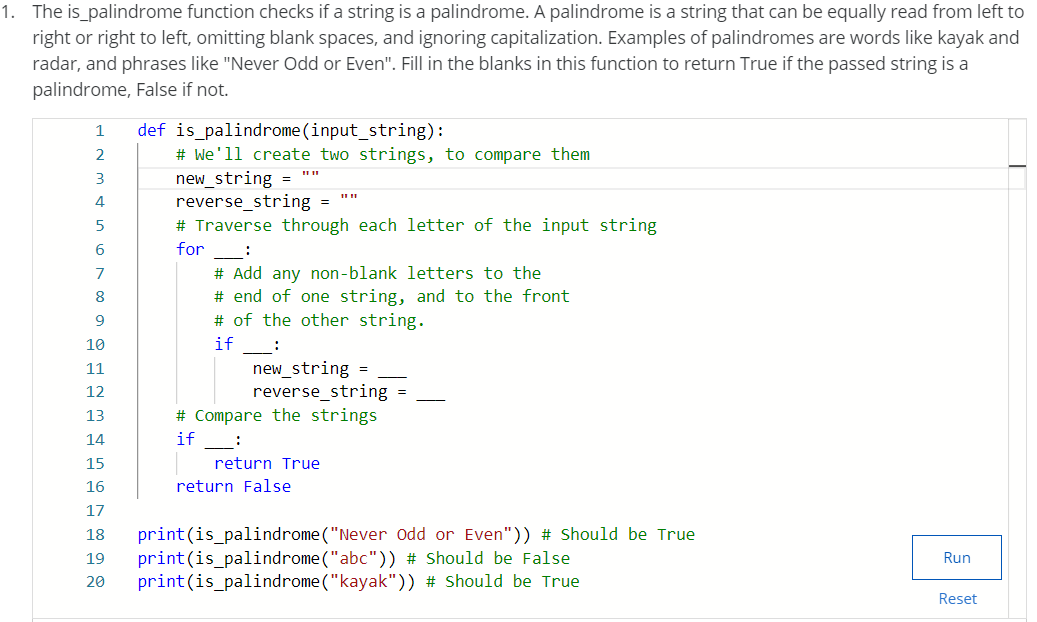 1. The is_palindrome function checks if a string is a palindrome. A palindrome is a string that can be equally read from left to
right or right to left, omitting blank spaces, and ignoring capitalization. Examples of palindromes are words like kayak and
radar, and phrases like "Never Odd or Even". Fill in the blanks in this function to return True if the passed string is a
palindrome, False if not.
1 def is_palindrome(input_string):
2     # We'll create two strings, to compare them
3     new_string = ""
4     reverse_string = ""
5     # Traverse through each letter of the input string
6     for ___:
7         # Add any non-blank letters to the
8         # end of one string, and to the front
9         # of the other string.
10         if ___:
11             new_string = ___
12             reverse_string = ___
13     # Compare the strings
14     if ___:
15         return True
16     return False
17
18 print(is_palindrome("Never Odd or Even")) # Should be True
19 print(is_palindrome("abc")) # Should be False
20 print(is_palindrome("kayak")) # Should be True
Run
Reset